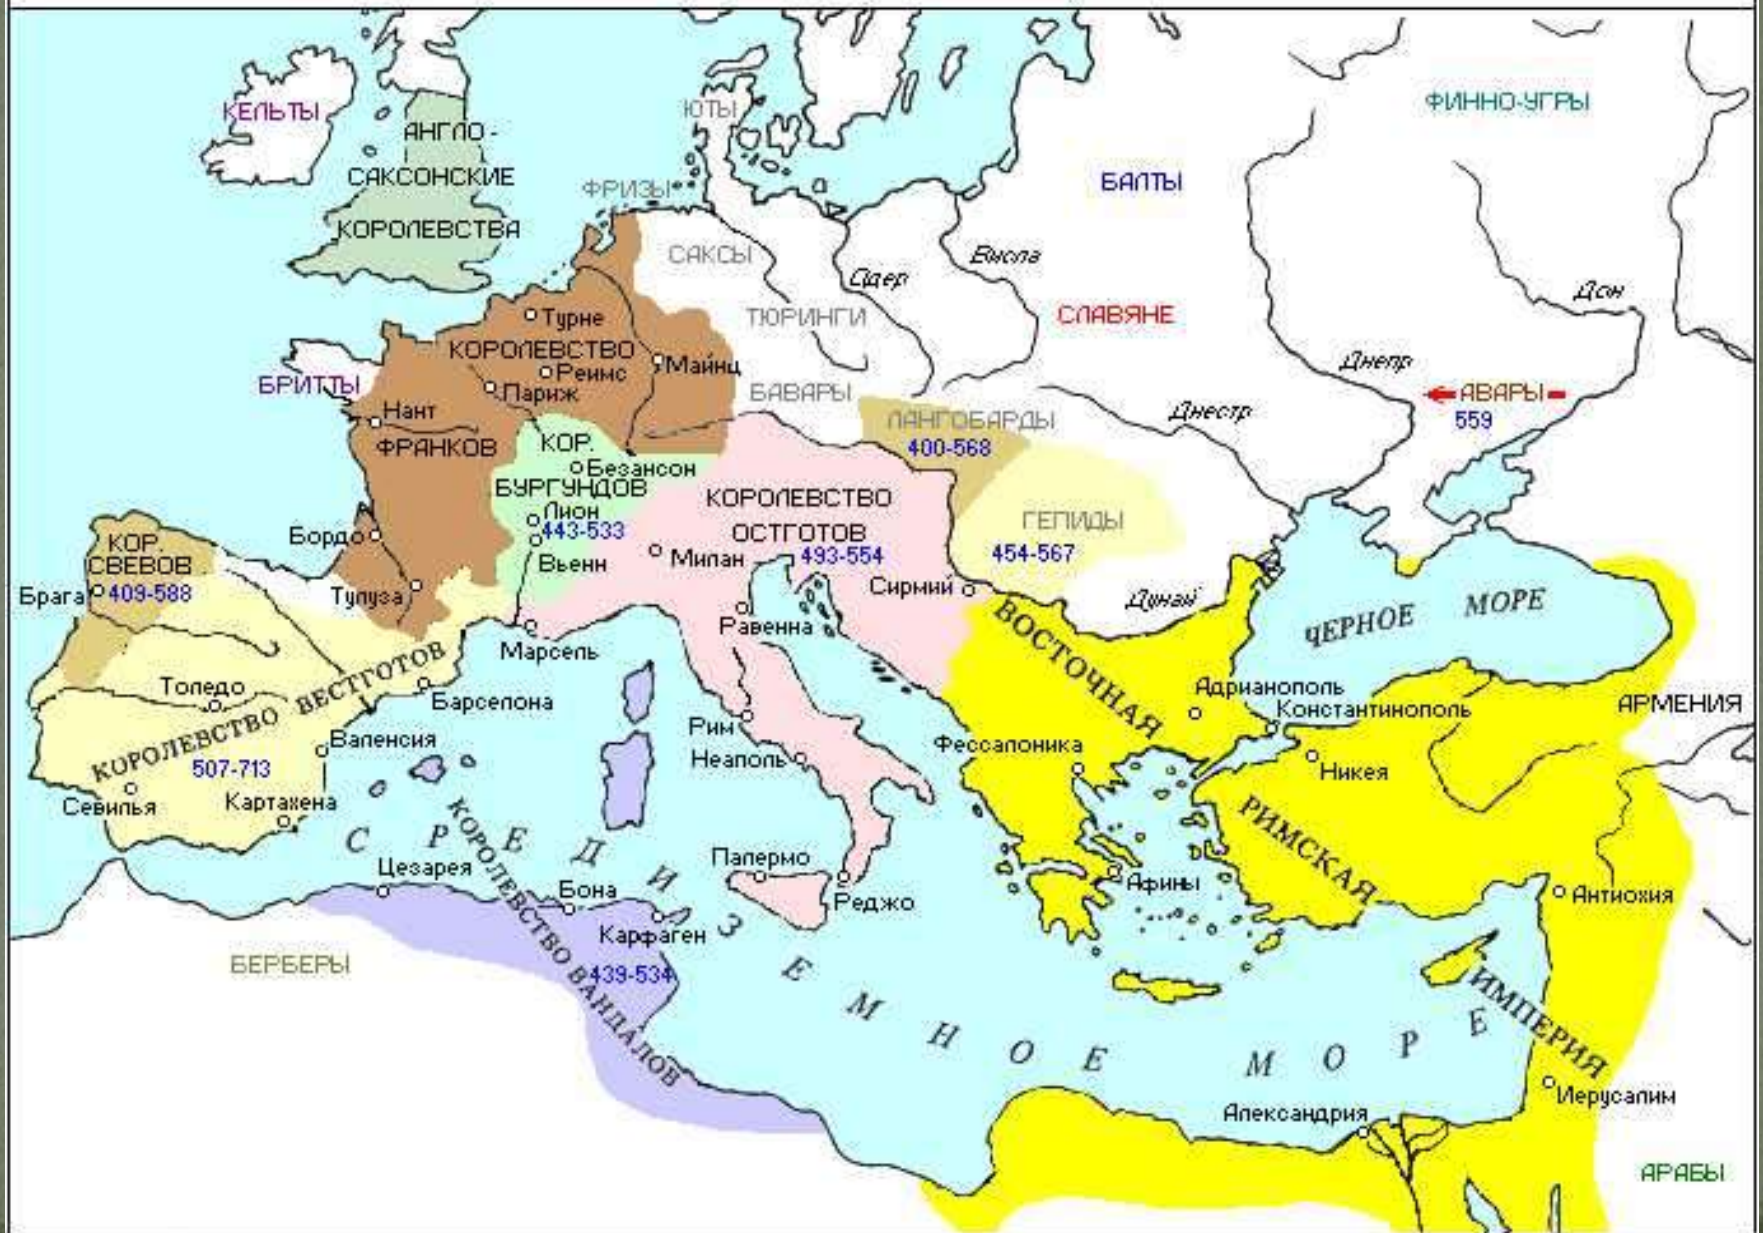 КЕЛЬТЫ
АНГЛО-
САКСОНСКИЕ
КОРОЛЕВСТВА
ЮТЫ
ФРИЗЫ
САКСЫ
ТЮРИНГИ
БАВАРЫ
БАЛТЫ
ФИННО-УГРЫ
СЛАВЯНЕ
Одер
Висла
Дон
Днепр
Днестр
АВАРЫ
559
БРИТТЫ
Турне
КОРОЛЕВСТВО
Реимс
Майнц
Париж
Нант
ФРАНКОВ
Бордо
Тулуза
КОР.
Безансон
БУРГУНДОВ
Лион
443-533
Вьенн
ЛАНГОБАРДЫ
400-568
ГЕПИДЫ
454-567
КОРОЛЕВСТВО
ОСТГОТОВ
493-554
Милан
Сирмий
Равенна
Марсель
Рим
Неаполь
Палермо
Реджо
КОР.
СВЕВОВ
Брага
409-588
Толедо
КОРОЛЕВСТВО ВЕСТГОТОВ
507-713
Барселона
Валенсия
Севилья
Картахена
Дунай
ЧЕРНОЕ МОРЕ
ВОСТОЧНАЯ
РИМСКАЯ
ИМПЕРИЯ
Адрианополь
Константинополь
Фессалоника
Никея
АРМЕНИЯ
Афины
Антиохия
Иерусалим
Александрия
АРАБЫ
СРЕДИЗЕМНОЕ МОРЕ
Цезарея
Бона
Карфаген
КОРОЛЕВСТВО ВАНДАЛОВ
439-534
БЕРБЕРЫ